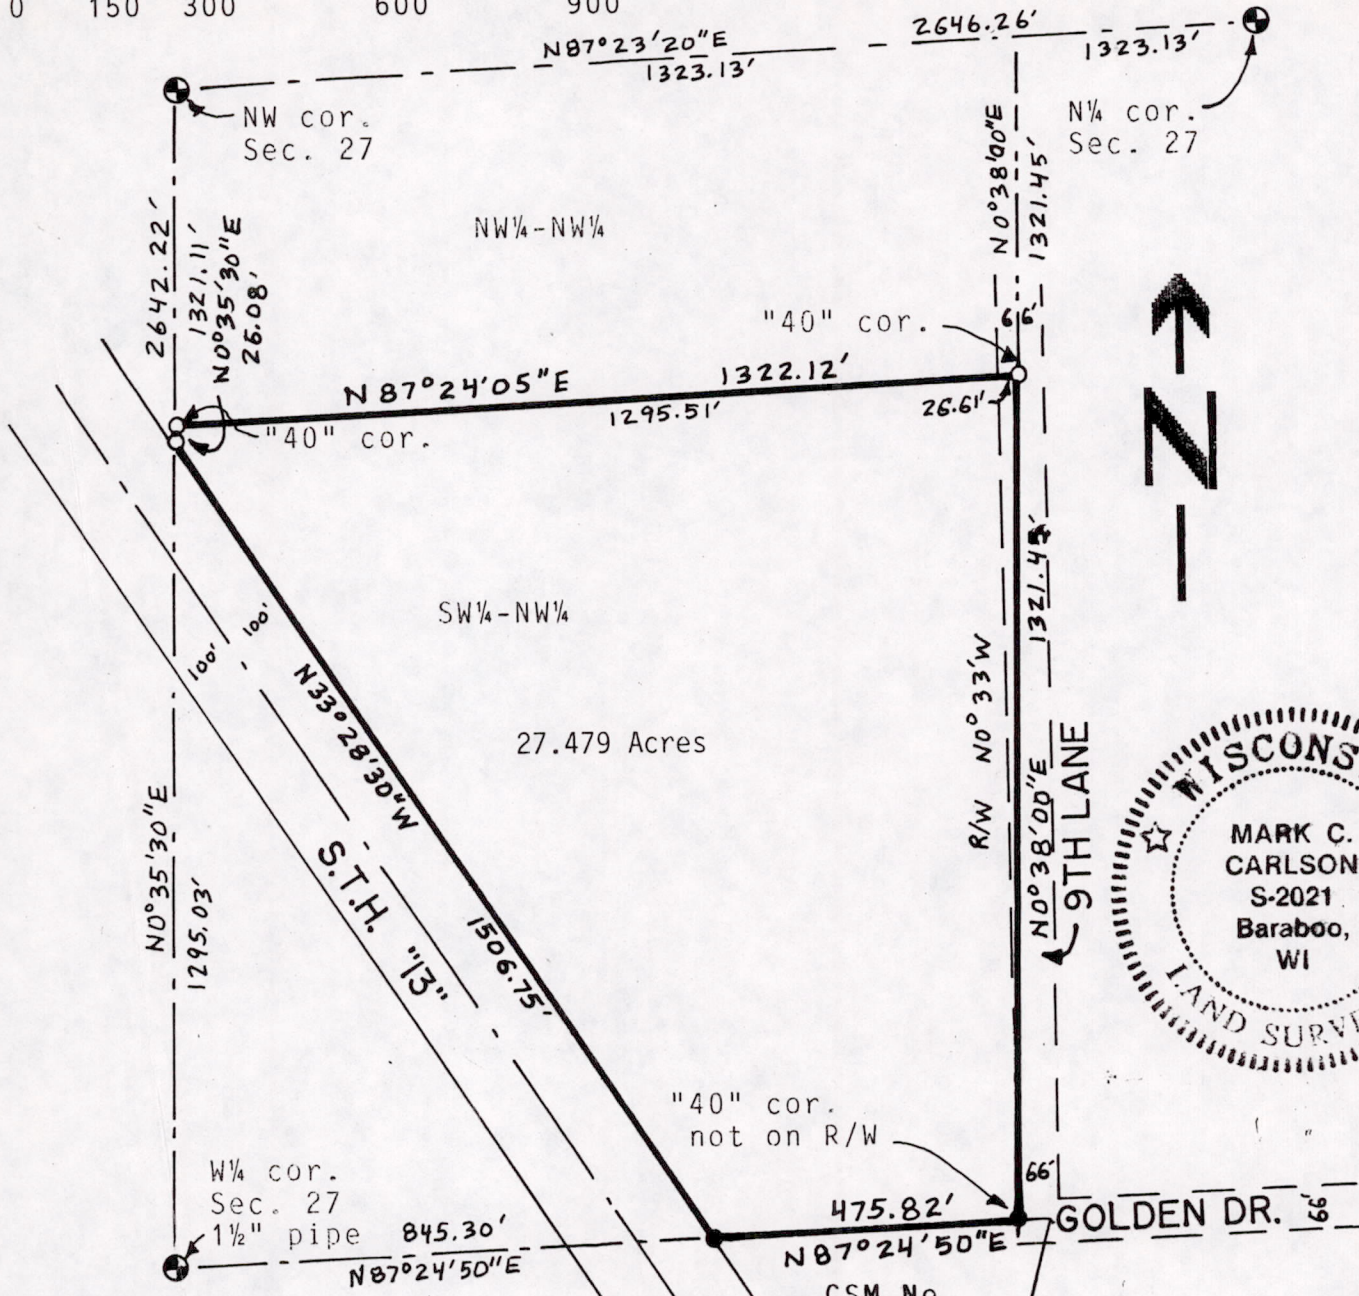 0 150 300 600 900
N87°23'20"E
1323.13'
2646.26'
1323.13'
NW cor.
Sec. 27
N¼ cor.
Sec. 27
N0°38'00"E
1321.45'
2642.22'
1321.11'
N0°35'30"E
26.08'
NW¼-NW¼
"40" cor.
66'
N87°24'05"E
1322.12'
1295.51'
26.61'
"40" cor.
N
1321.45'
SW¼-NW¼
100'
100'
N33°28'30"W
R/W N0°33'W
27.479 Acres
N0°38'00"E
9TH LANE
WISCONS
MARK C.
CARLSON
S-2021
Baraboo,
WI
LAND SURVE
N0°35'30"E
1295.03'
S.T.H. "13"
1506.75'
"40" cor.
not on R/W
66'
W¼ cor.
Sec. 27
1½" pipe
845.30'
N87°24'50"E
475.82'
N87°24'50"E
GOLDEN DR.
66'
CSM No